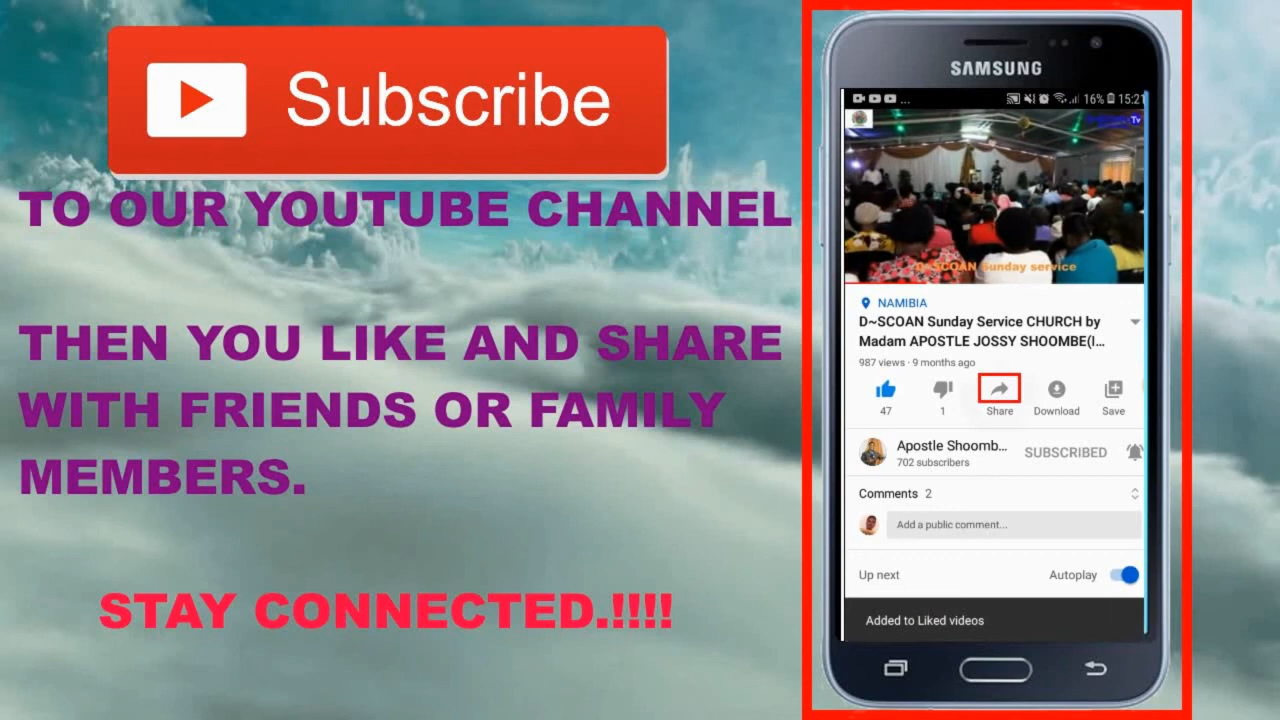 Subscribe
TO OUR YOUTUBE CHANNEL
THEN YOU LIKE AND SHARE
WITH FRIENDS OR FAMILY
MEMBERS.
STAY CONNECTED.!!!!
SAMSUNG
... 16% 15:21
Tv
D~SCOAN Sunday service
NAMIBIA
D~SCOAN Sunday Service CHURCH by
Madam APOSTLE JOSSY SHOOMBE(I...
987 views · 9 months ago
47 1 Share Download Save
Apostle Shoomb... SUBSCRIBED
702 subscribers
Comments 2
Add a public comment...
Up next Autoplay
Added to Liked videos